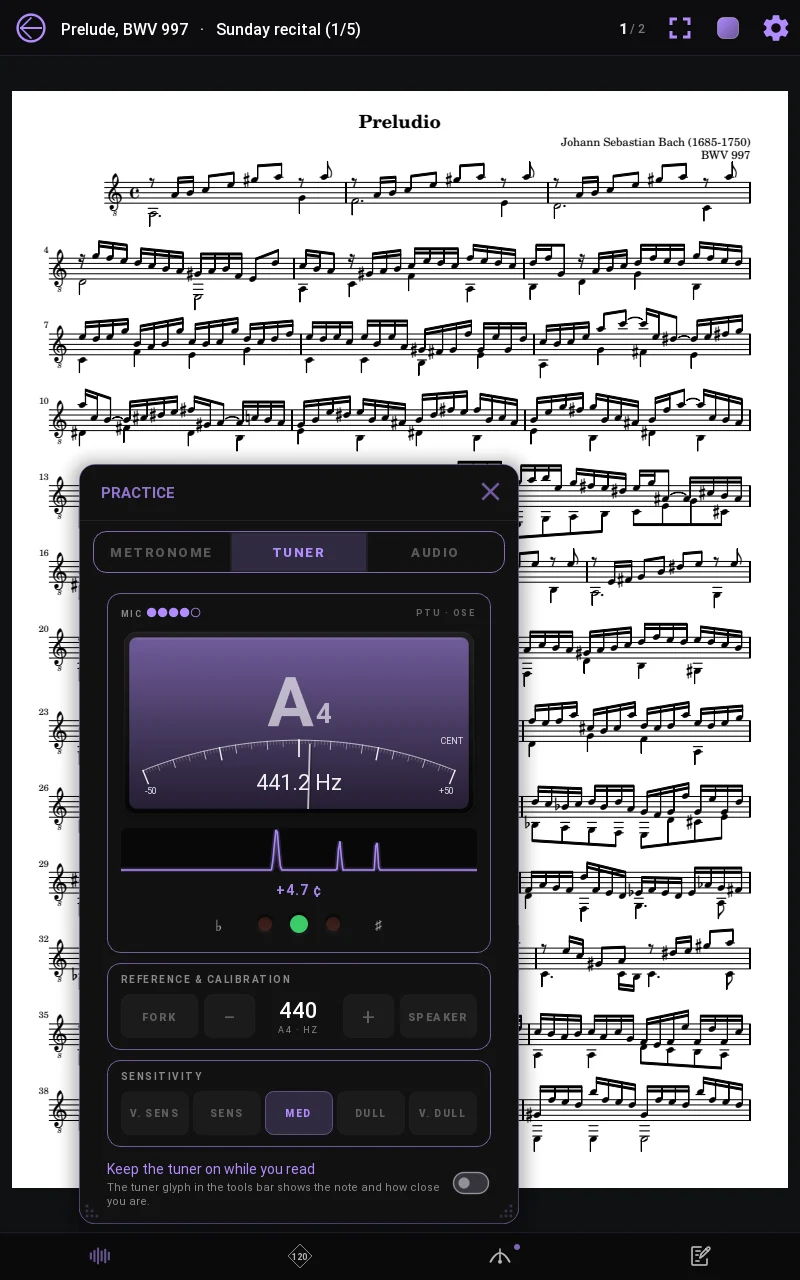 Prelude, BWV 997 · Sunday recital (1/5)
1 / 2
Preludio
Johann Sebastian Bach (1685-1750)
BWV 997
4
7
10
13
16
20
23
26
29
32
35
38
PRACTICE
METRONOME TUNER AUDIO
MIC PTU · OSE
A4
CENT
-50 441.2 Hz +50
+4.7 ¢
♭ ♯
REFERENCE & CALIBRATION
FORK − 440 + SPEAKER
A4 · HZ
SENSITIVITY
V. SENS SENS MED DULL V. DULL
Keep the tuner on while you read
The tuner glyph in the tools bar shows the note and how close
you are.
120